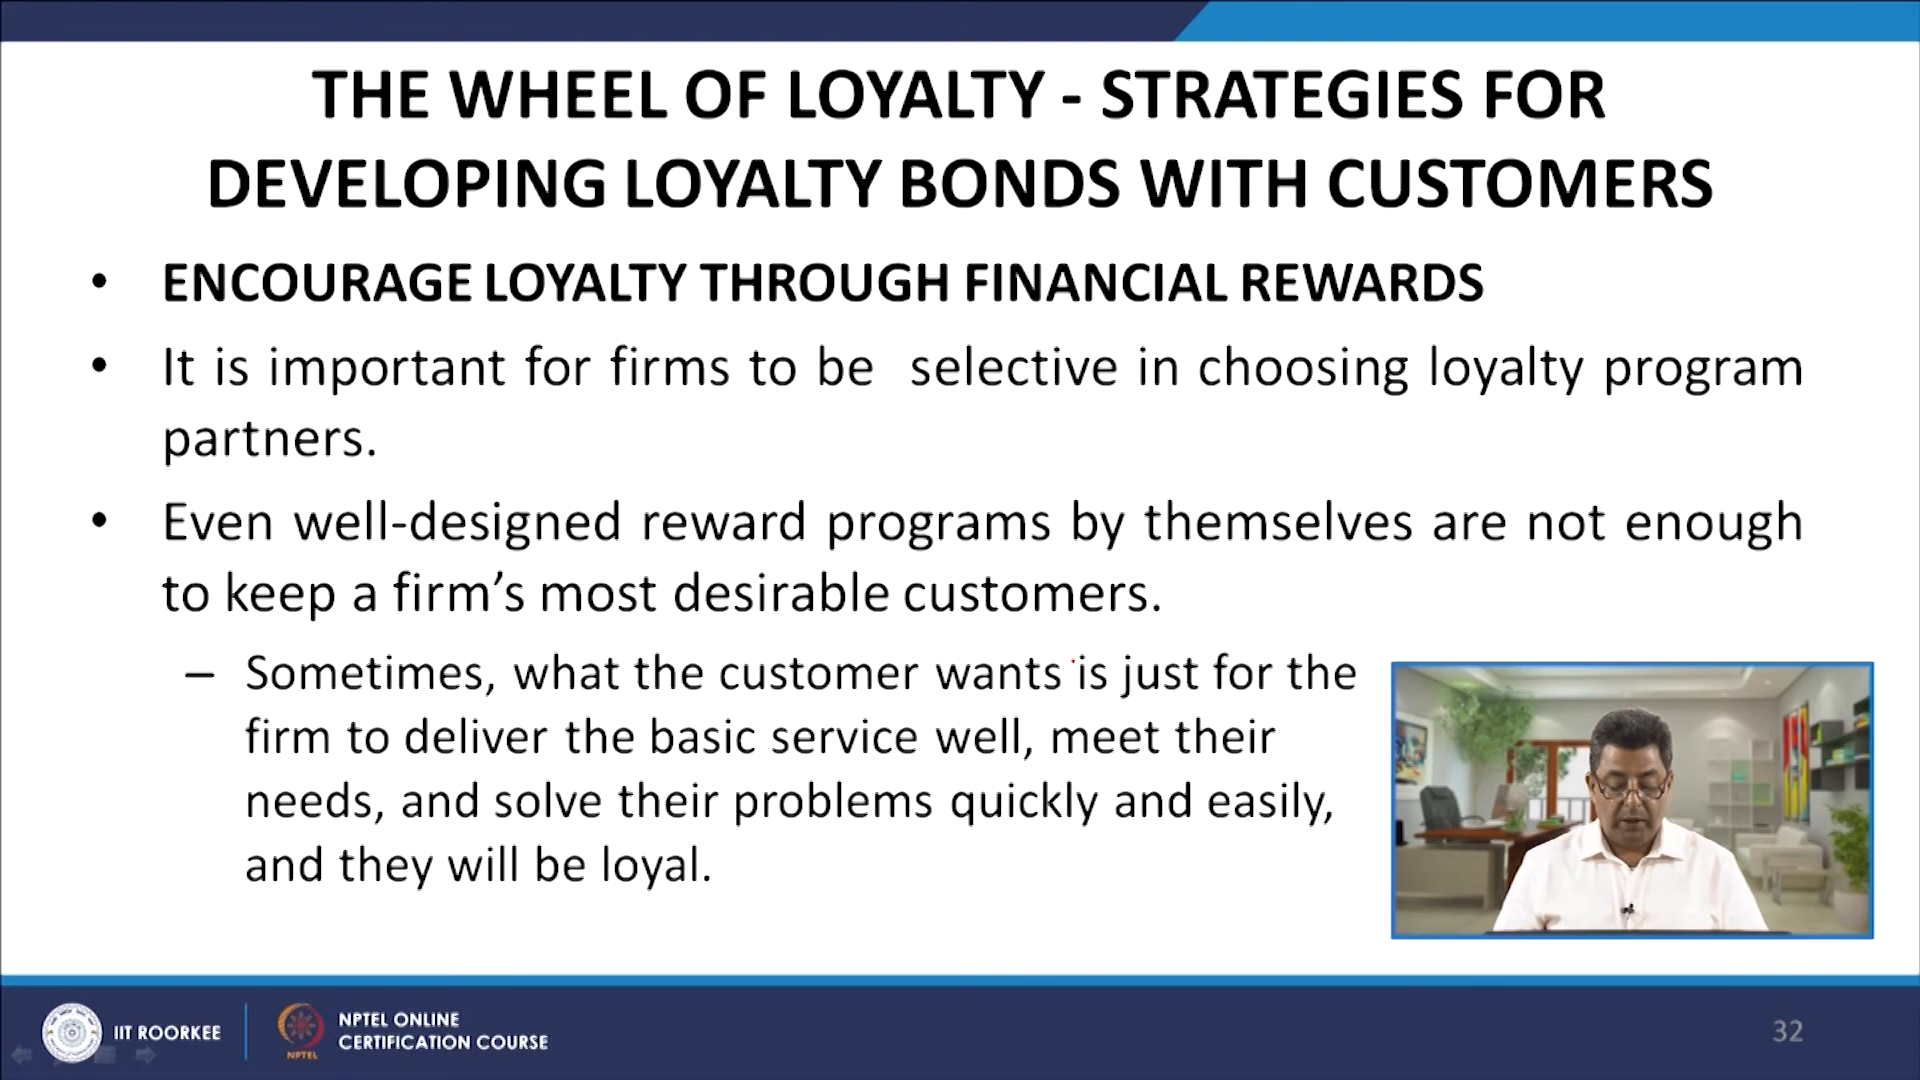 THE WHEEL OF LOYALTY - STRATEGIES FOR
DEVELOPING LOYALTY BONDS WITH CUSTOMERS
• ENCOURAGE LOYALTY THROUGH FINANCIAL REWARDS
• It is important for firms to be selective in choosing loyalty program
partners.
• Even well-designed reward programs by themselves are not enough
to keep a firm’s most desirable customers.
– Sometimes, what the customer wants is just for the
firm to deliver the basic service well, meet their
needs, and solve their problems quickly and easily,
and they will be loyal.
IIT ROORKEE
NPTEL
NPTEL ONLINE
CERTIFICATION COURSE
32